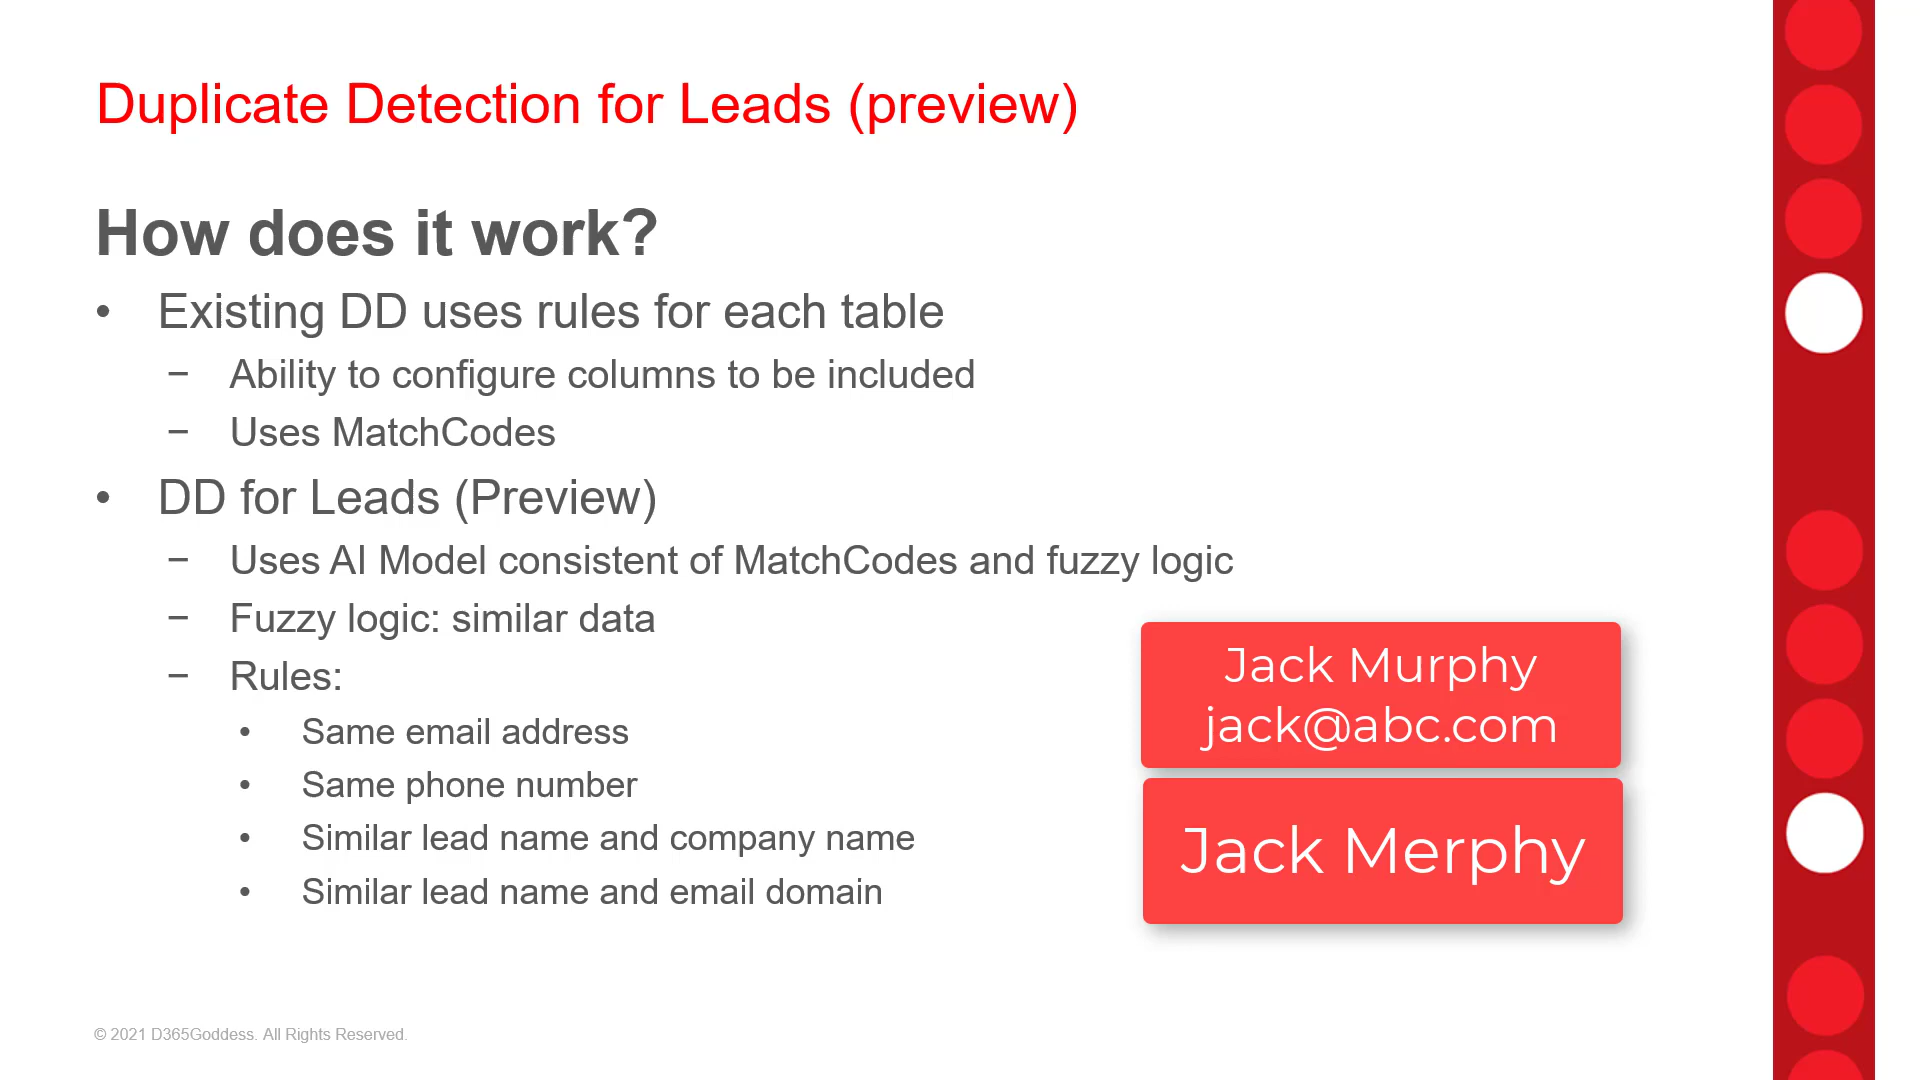 Duplicate Detection for Leads (preview)
How does it work?
• Existing DD uses rules for each table
− Ability to configure columns to be included
− Uses MatchCodes
• DD for Leads (Preview)
− Uses AI Model consistent of MatchCodes and fuzzy logic
− Fuzzy logic: similar data
− Rules:
• Same email address
• Same phone number
• Similar lead name and company name
• Similar lead name and email domain
Jack Murphy
jack@abc.com
Jack Merphy
© 2021 D365Goddess. All Rights Reserved.